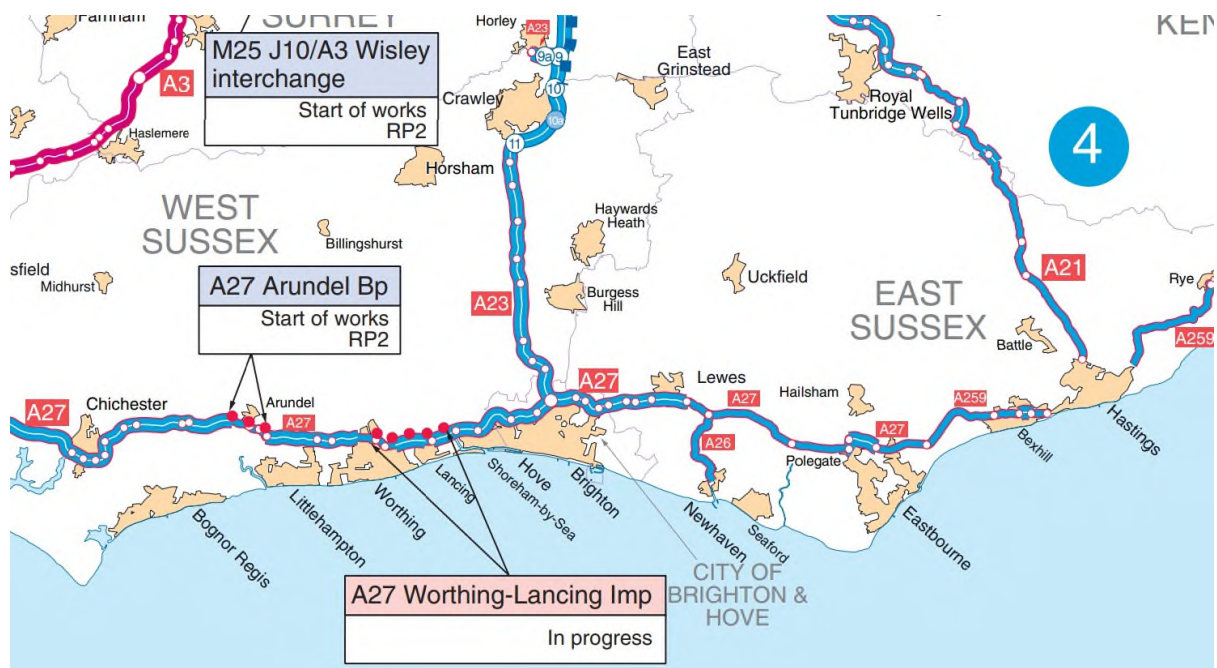 Farnham
SURREY
Horley
A23
KEN
M25 J10/A3 Wisley
interchange
Start of works
RP2
A3
Haslemere
9a
9
10
10a
11
Crawley
East
Grinstead
Royal
Tunbridge Wells
4
Horsham
WEST
SUSSEX
Billingshurst
Haywards
Heath
sfield
Midhurst
A27 Arundel Bp
Start of works
RP2
A23
Burgess
Hill
Uckfield
EAST
SUSSEX
A21
Rye
A259
Battle
A27
Chichester
Arundel
A27
A27
Lewes
A27
Hailsham
A259
A26
Polegate
A27
Bexhill
Hastings
Bognor Regis
Littlehampton
Worthing
Lancing
Shoreham-by-Sea
Hove
Brighton
Newhaven
Seaford
Eastbourne
CITY OF
BRIGHTON &
HOVE
A27 Worthing-Lancing Imp
In progress